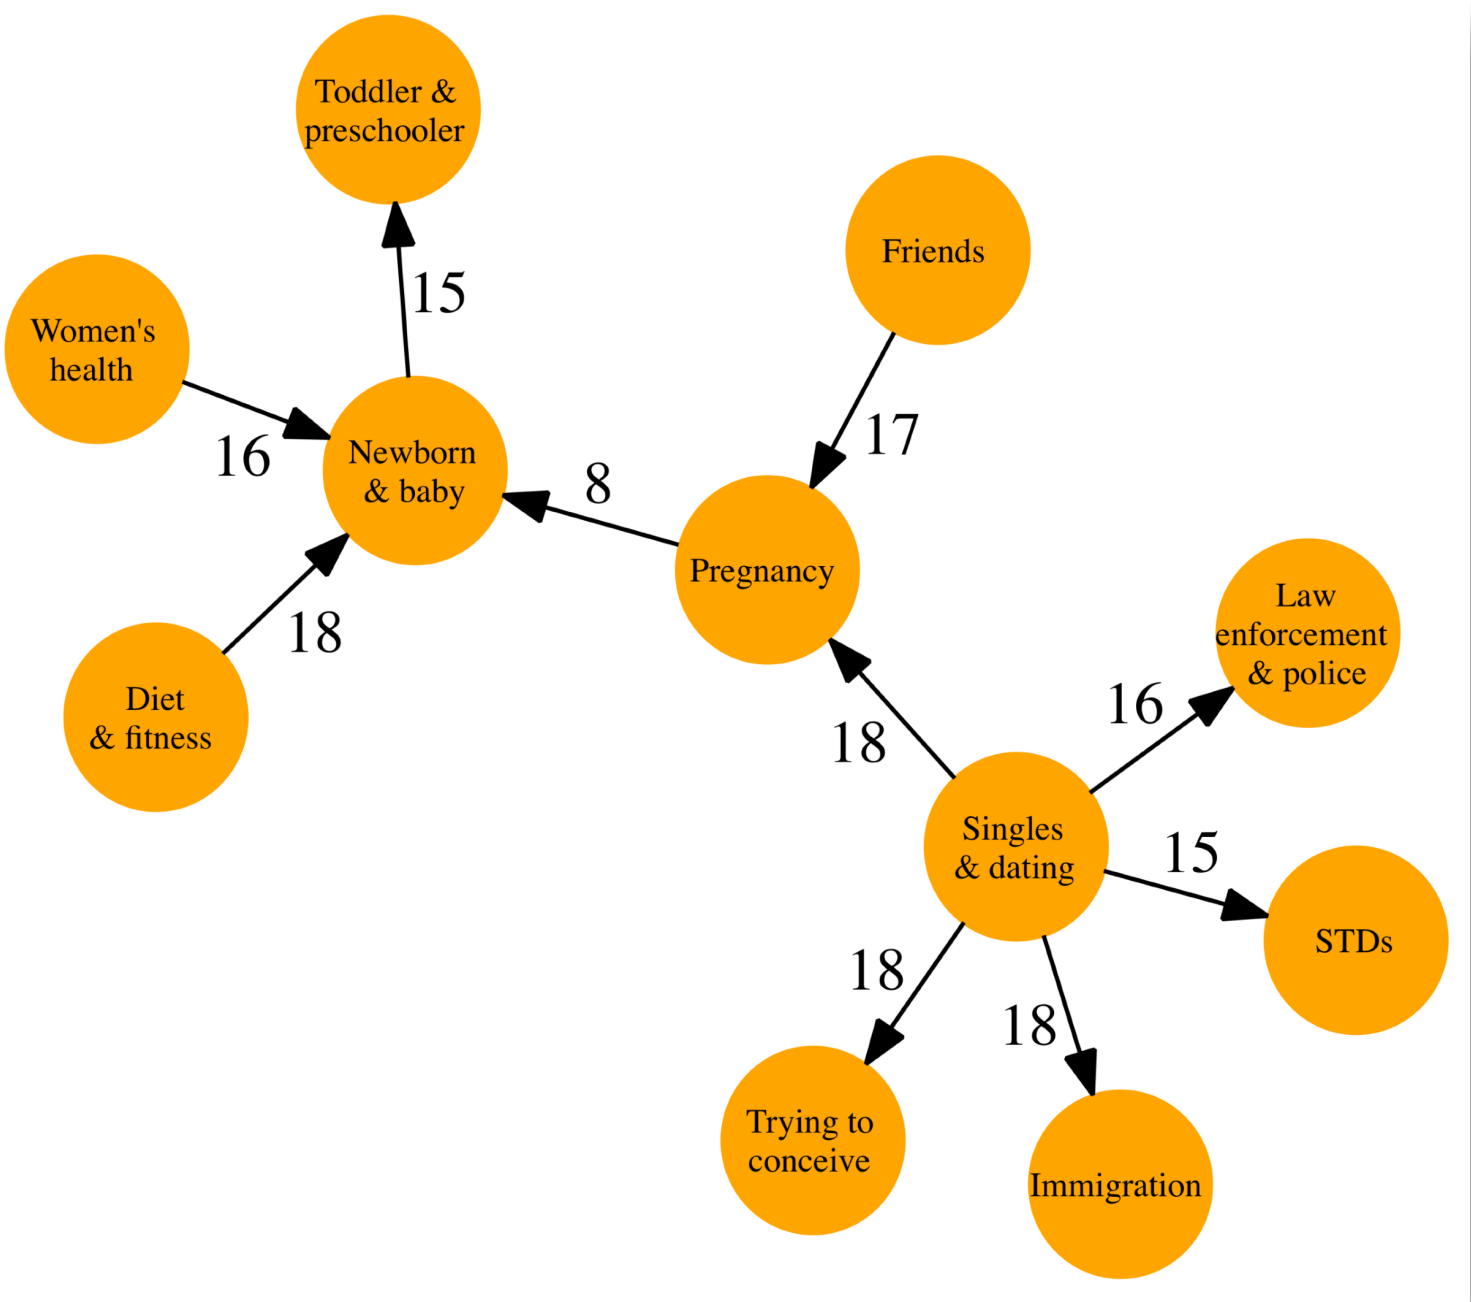 Toddler &
preschooler
Friends
15
Women's
health
17
16
Newborn
& baby
8
Pregnancy
18
Diet
& fitness
Law
enforcement
& police
16
18
Singles
& dating
15
STDs
18
18
Trying to
conceive
Immigration